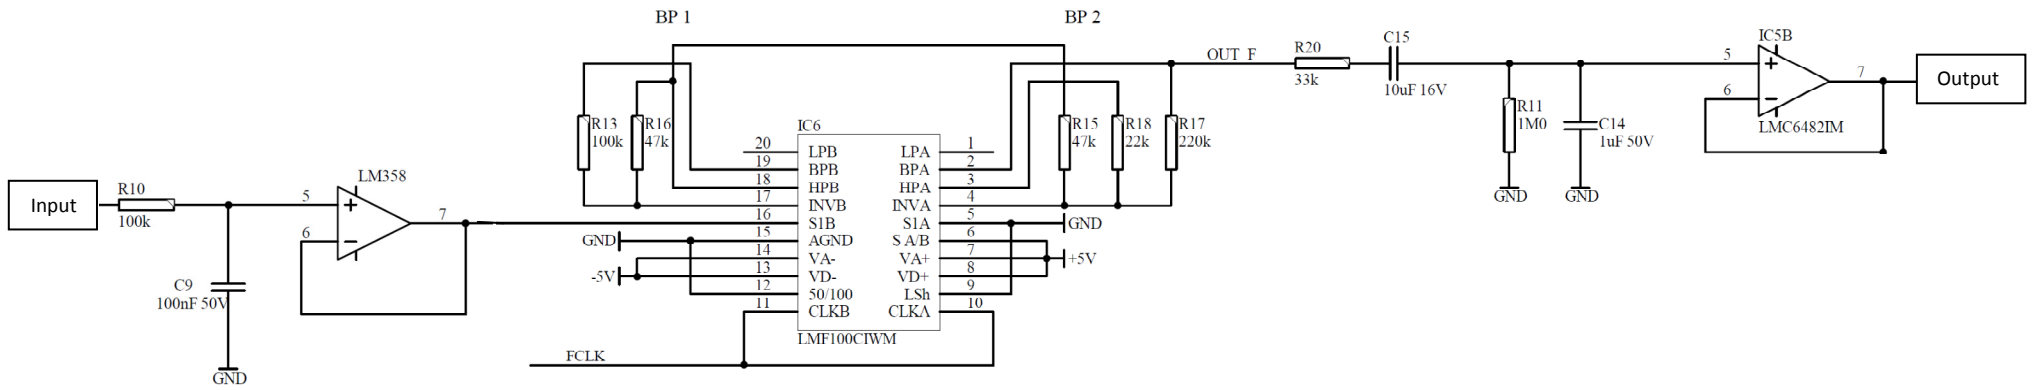 BP 1
BP 2
Input
R10
100k
C9
100nF 50V
GND
LM358
5
6
7
R13
100k
R16
47k
IC6
20 LPB
19 BPB
18 HPB
17 INVB
16 S1B
GND 15 AGND
14 VA-
-5V 13 VD-
12 50/100
11 CLKB
LPA 1
BPA 2
HPA 3
INVA 4
S1A 5 GND
S A/B 6
VA+ 7 +5V
VD+ 8
LSh 9
CLKA 10
LMF100CIWM
FCLK
R15
47k
R18
22k
R17
220k
OUT F
R20
33k
C15
10uF 16V
R11
1M0
GND
C14
1uF 50V
GND
IC5B
5
6
7
LMC6482IM
Output